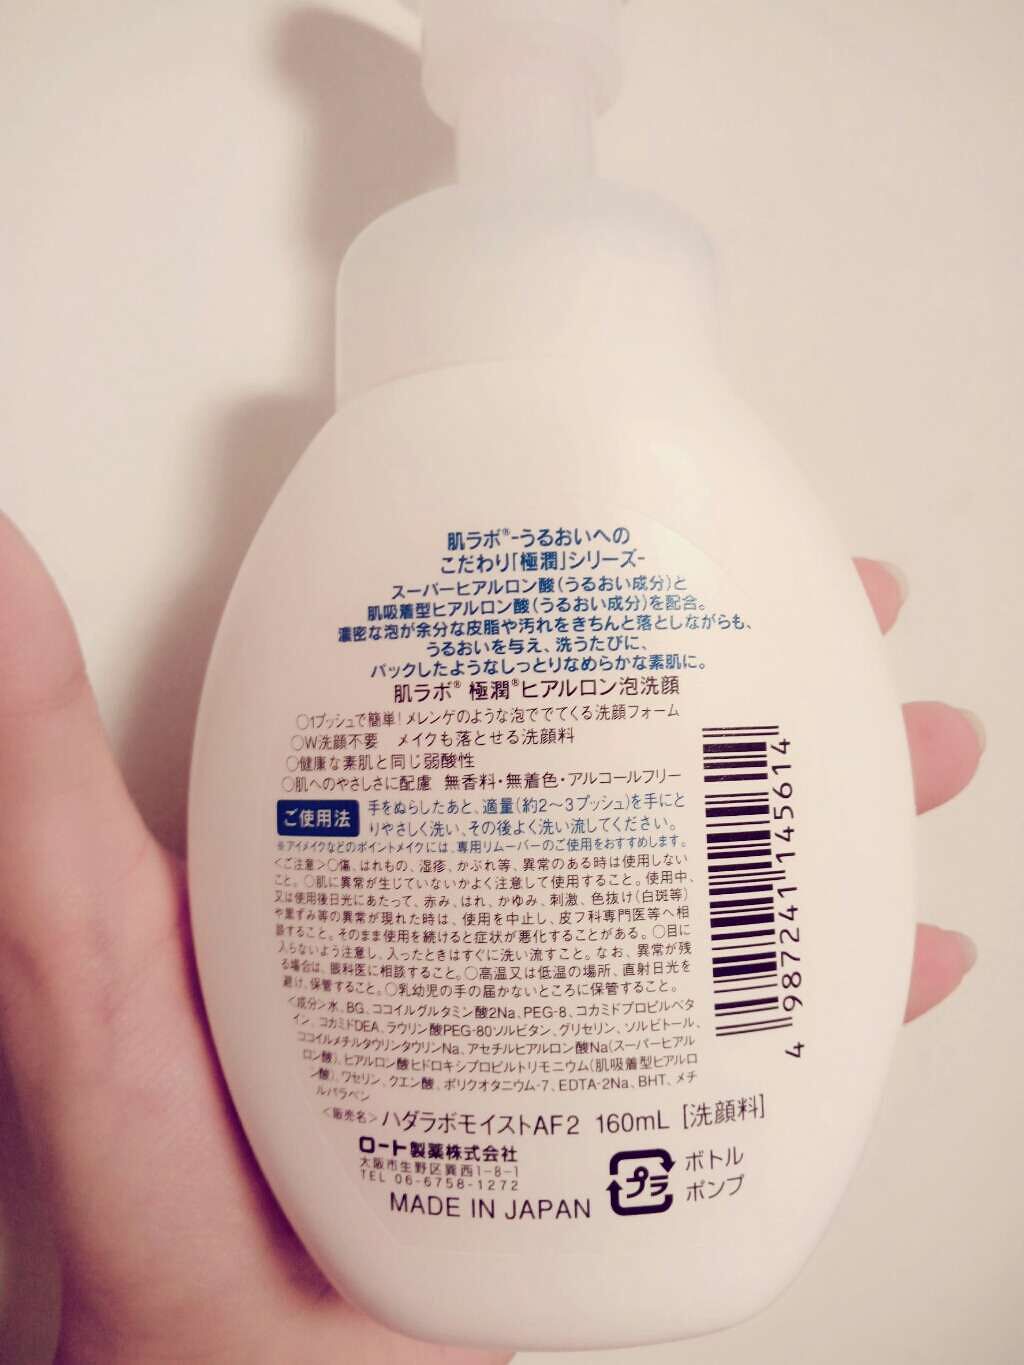 肌ラボ®-うるおいへの
こだわり「極潤」シリーズ-
スーパーヒアルロン酸(うるおい成分)と
肌吸着型ヒアルロン酸(うるおい成分)を配合。
濃密な泡が余分な皮脂や汚れをきちんと落としながらも、
うるおいを与え、洗うたびに、
パックしたようなしっとりなめらかな素肌に。
肌ラボ® 極潤®ヒアルロン泡洗顔
○1プッシュで簡単!メレンゲのような泡ででてくる洗顔フォーム
○W洗顔不要 メイクも落とせる洗顔料
○健康な素肌と同じ弱酸性
○肌へのやさしさに配慮 無香料・無着色・アルコールフリー
ご使用法
手をぬらしたあと、適量(約2〜3プッシュ)を手にと
りやさしく洗い、その後よく洗い流してください。
※アイメイクなどのポイントメイクには、専用リムーバーのご使用をおすすめします。
<ご注意>○傷、はれもの、湿疹、かぶれ等、異常のある時は使用しない
こと。○肌に異常が生じていないかよく注意して使用すること。使用中、
又は使用後日光にあたって、赤み、はれ、かゆみ、刺激、色抜け(白斑等)
や黒ずみ等の異常が現れた時は、使用を中止し、皮フ科専門医等へ相
談すること。そのまま使用を続けると症状が悪化することがある。○目に
入らないよう注意し、入ったときはすぐに洗い流すこと。なお、異常が残
る場合は、眼科医に相談すること。○高温又は低温の場所、直射日光を
避け、保管すること。○乳幼児の手の届かないところに保管すること。
<成分>水、BG、ココイルグルタミン酸2Na、PEG-8、コカミドプロピルベタ
イン、コカミドDEA、ラウリン酸PEG-80ソルビタン、グリセリン、ソルビトール、
ココイルメチルタウリンタウリンNa、アセチルヒアルロン酸Na(スーパーヒアル
ロン酸)、ヒアルロン酸ヒドロキシプロピルトリモニウム(肌吸着型ヒアルロ
ン酸)、ワセリン、クエン酸、ポリクオタニウム-7、EDTA-2Na、BHT、メチ
ルパラベン
<販売名>ハダラボモイストAF2 160mL [洗顔料]
ロート製薬株式会社
大阪市生野区巽西1-8-1
TEL 06-6758-1272
MADE IN JAPAN
プラ
ボトル
ポンプ
4 987241 145614